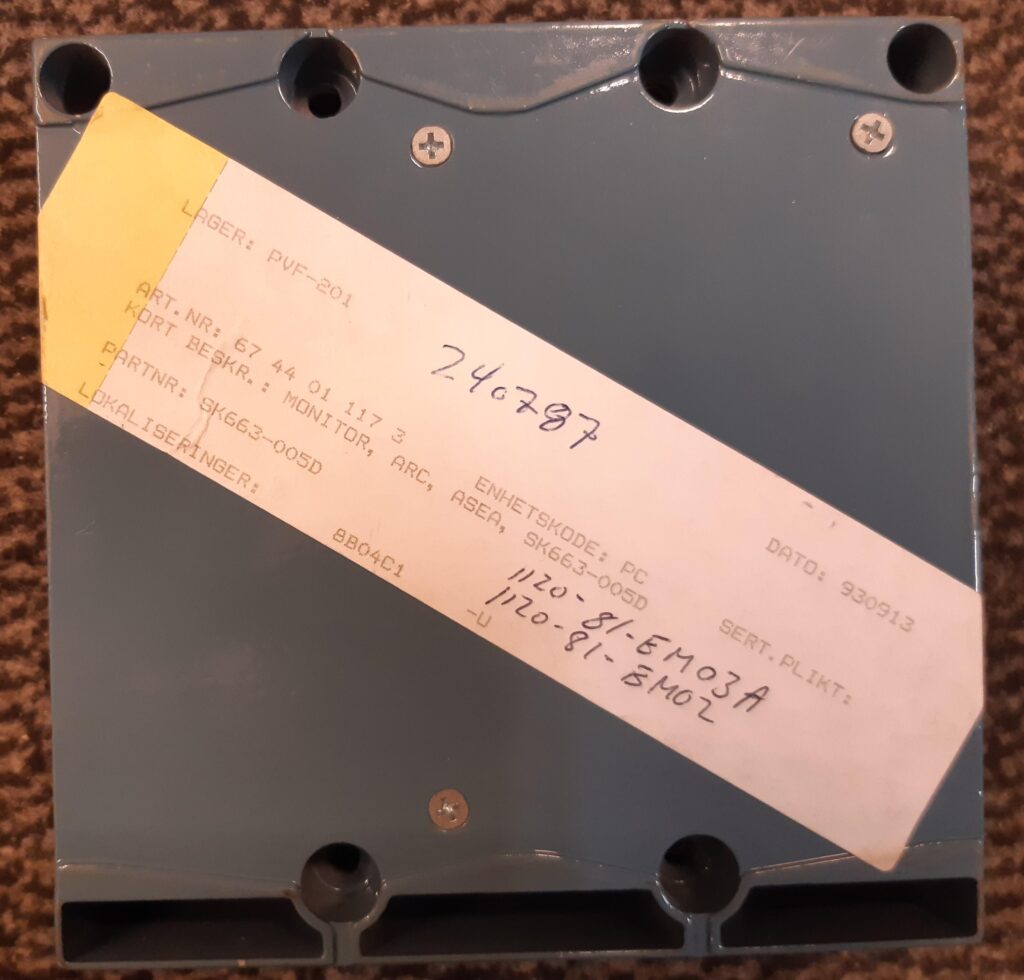 LAGER: PVF-201
240787
DATO: 930913
ART.NR: 67 44 01 117 3
ENHETSKODE: PC
SERT.PLIKT:
KORT BESKR.: MONITOR, ARC, ASEA, SK663-005D
PARTNR: SK663-005D
1120-81-EM03A
LOKALISERINGER:
8B04C1
-U
1120-81-EM02